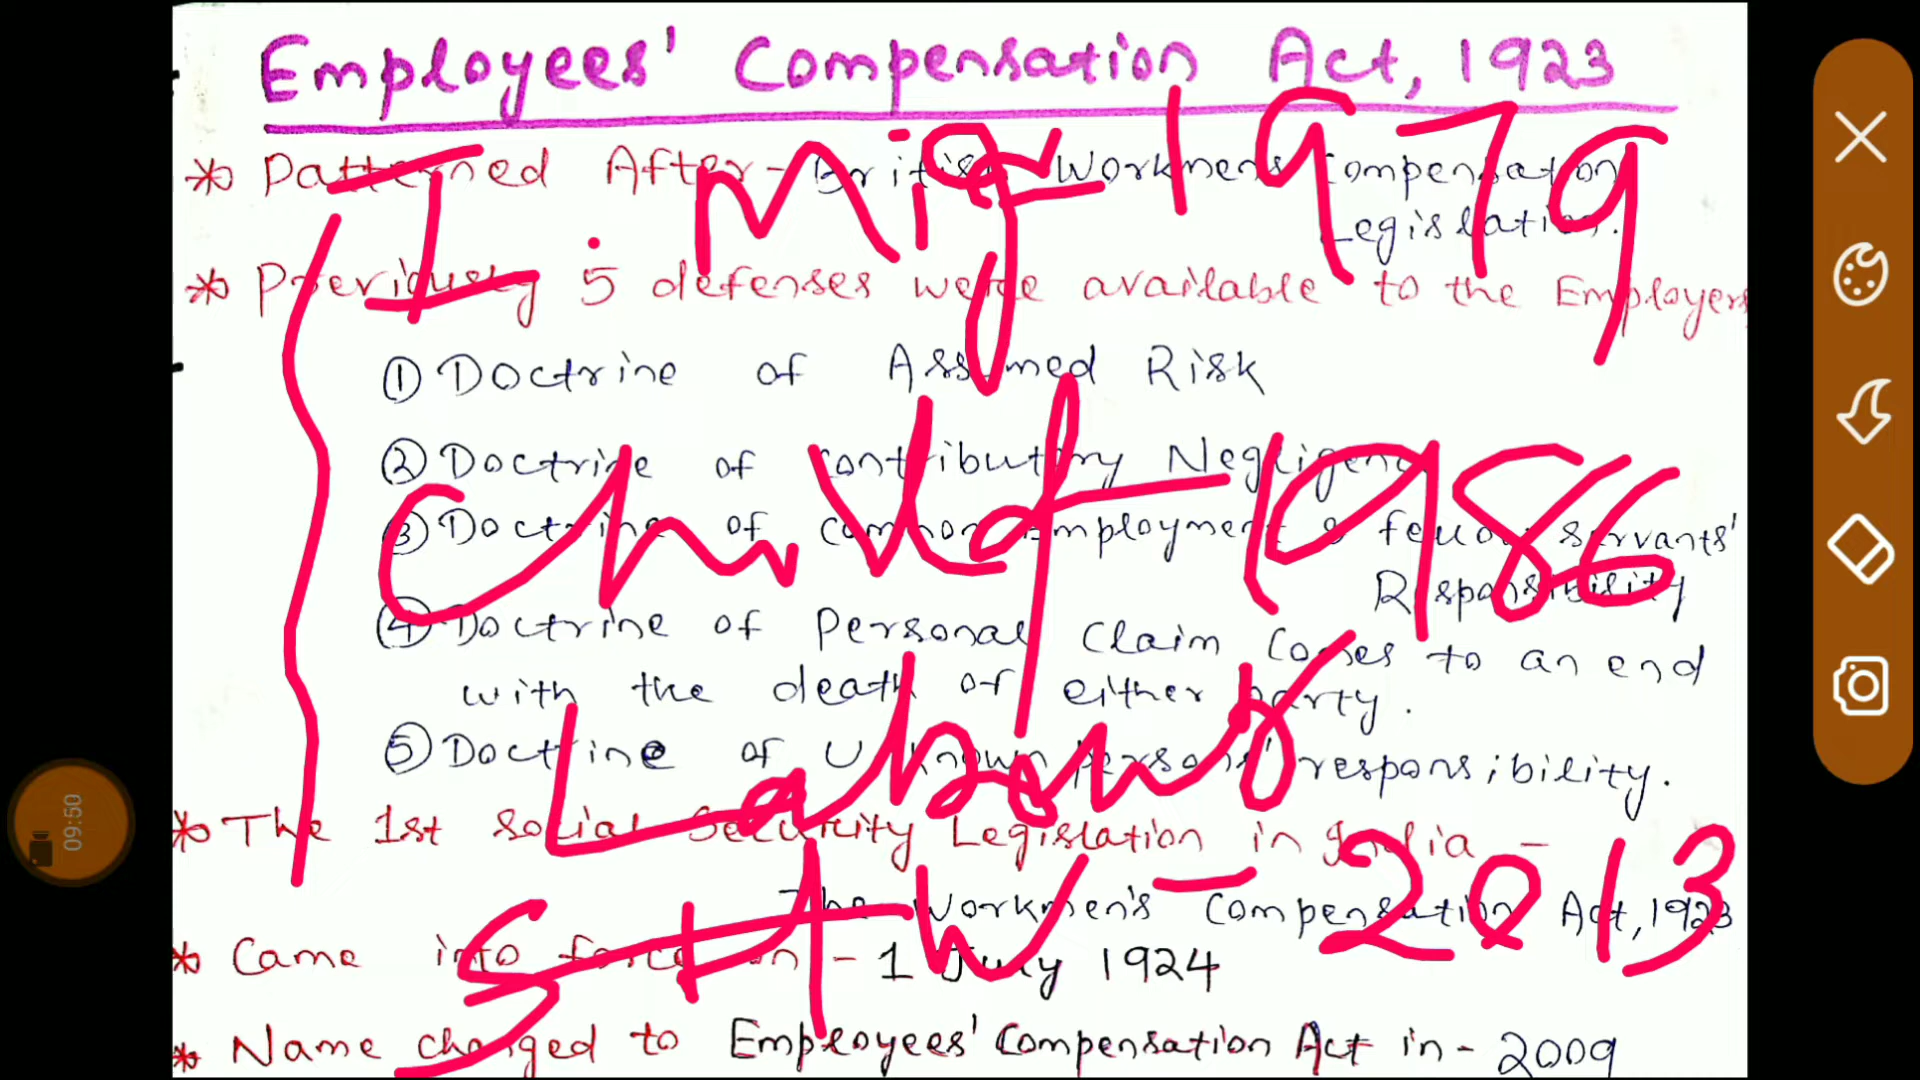 Employees' Compensation Act, 1923
* Patterned After - British Workmen's Compensation
Legislation.
* Previously 5 defenses were available to the Employers
① Doctrine of Assumed Risk
② Doctrine of Contributory Negligence
③ Doctrine of Common Employment & fellow servants'
Responsibility
④ Doctrine of Personal Claim Comes to an end
with the death of either party.
⑤ Doctrine of Unknown persons' responsibility.
* The 1st social Security Legislation in India -
The Workmen's Compensation Act, 1923
* Came into force on - 1 July 1924
* Name changed to Employees' Compensation Act in - 2009
I. Mig - 1979
Child - 1986
Labour
SHW - 2013
09:50